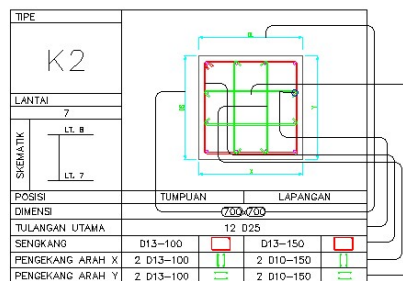 TIPE
K2
LANTAI
7
SKEMATIK
LT. 8
LT. 7
X
Y
POSISI TUMPUAN LAPANGAN
DIMENSI 700x700
TULANGAN UTAMA 12 D25
SENGKANG D13-100 D13-150
PENGEKANG ARAH X 2 D13-100 2 D10-150
PENGEKANG ARAH Y 2 D13-100 2 D10-150